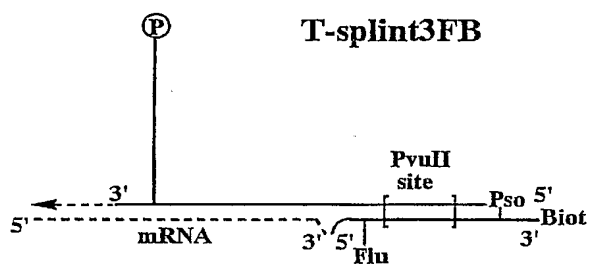 P
T-splint3FB
PvuII
site
3'
Pso
5'
5'
mRNA
3'
5'
Flu
3'
Biot